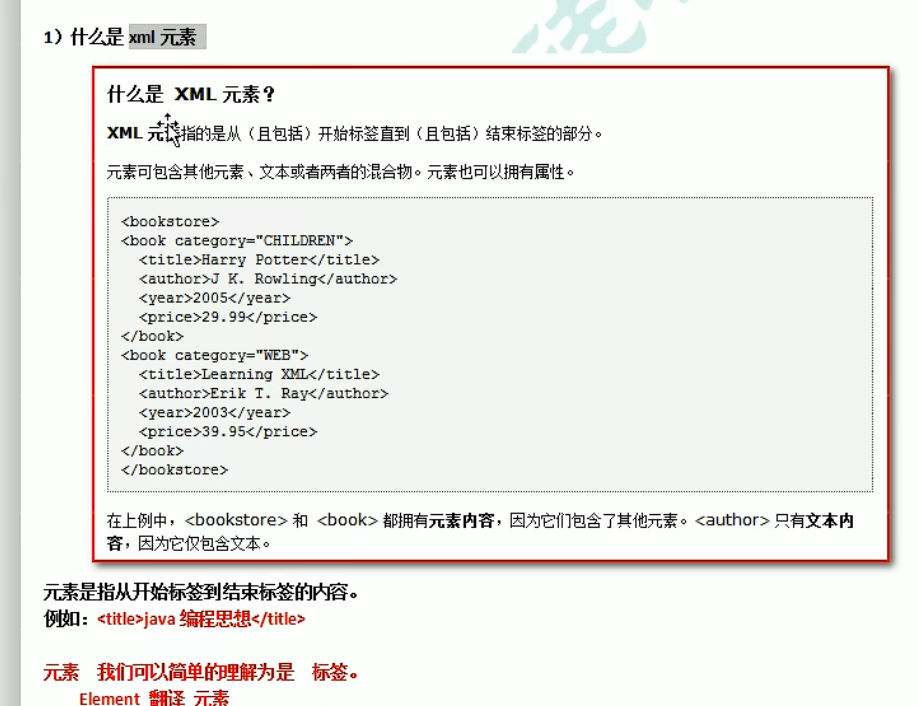 1）什么是 xml 元素
什么是 XML 元素？
XML 元素指的是从（且包括）开始标签直到（且包括）结束标签的部分。
元素可包含其他元素、文本或者两者的混合物。元素也可以拥有属性。
<bookstore>
<book category="CHILDREN">
  <title>Harry Potter</title>
  <author>J K. Rowling</author>
  <year>2005</year>
  <price>29.99</price>
</book>
<book category="WEB">
  <title>Learning XML</title>
  <author>Erik T. Ray</author>
  <year>2003</year>
  <price>39.95</price>
</book>
</bookstore>
在上例中，<bookstore> 和 <book> 都拥有元素内容，因为它们包含了其他元素。<author> 只有文本内
容，因为它仅包含文本。
元素是指从开始标签到结束标签的内容。
例如：<title>java 编程思想</title>
元素 我们可以简单的理解为是 标签。
Element 翻译 元素